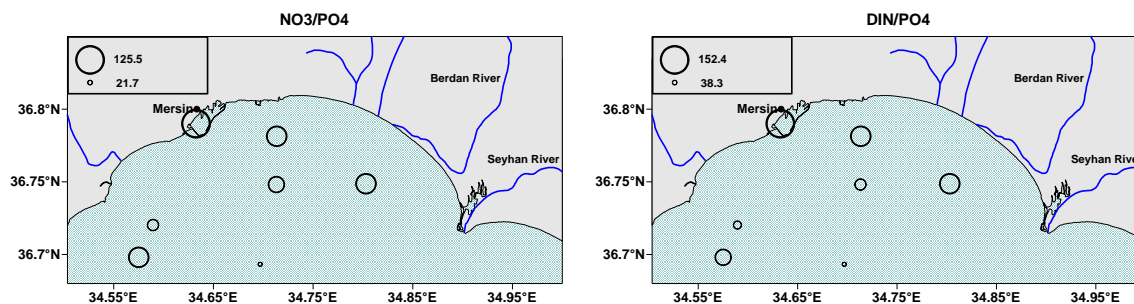 NO3/PO4
125.5
21.7
Berdan River
36.8°N
Mersin
Seyhan River
36.75°N
36.7°N
34.55°E 34.65°E 34.75°E 34.85°E 34.95°E
DIN/PO4
152.4
38.3
Berdan River
36.8°N
Mersin
Seyhan River
36.75°N
36.7°N
34.55°E 34.65°E 34.75°E 34.85°E 34.95°E